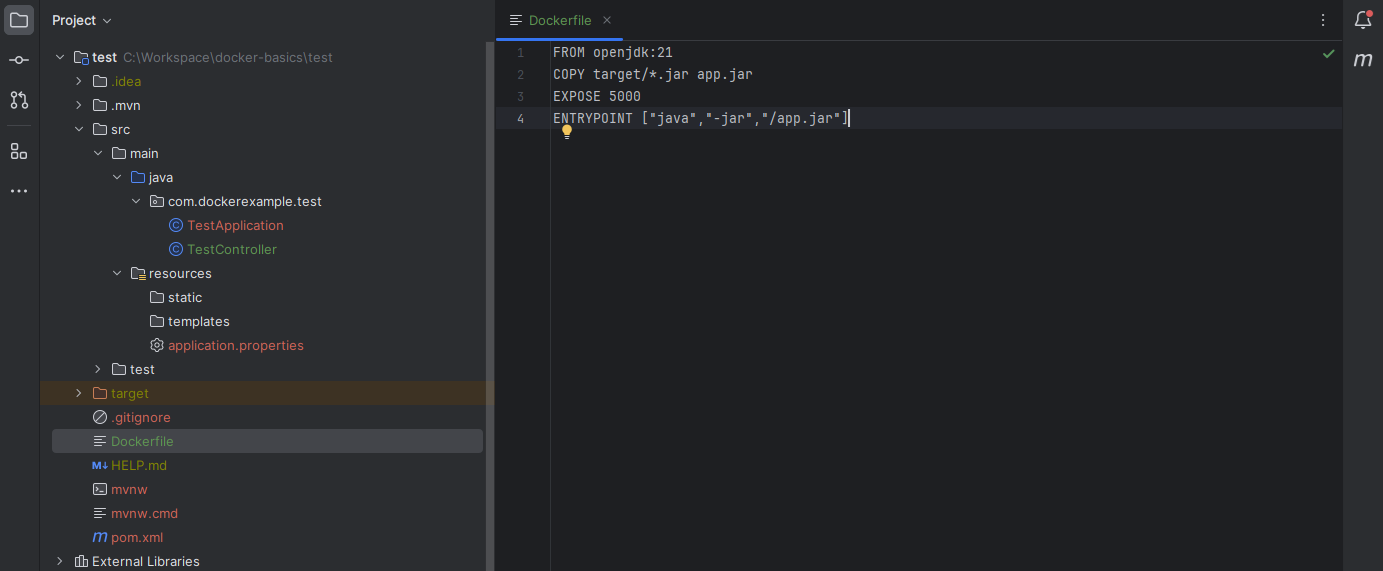 Project
test C:\Workspace\docker-basics\test
.idea
.mvn
src
main
java
com.dockerexample.test
TestApplication
TestController
resources
static
templates
application.properties
test
target
.gitignore
Dockerfile
HELP.md
mvnw
mvnw.cmd
pom.xml
External Libraries
Dockerfile
1 FROM openjdk:21
2 COPY target/*.jar app.jar
3 EXPOSE 5000
4 ENTRYPOINT ["java","-jar","/app.jar"]